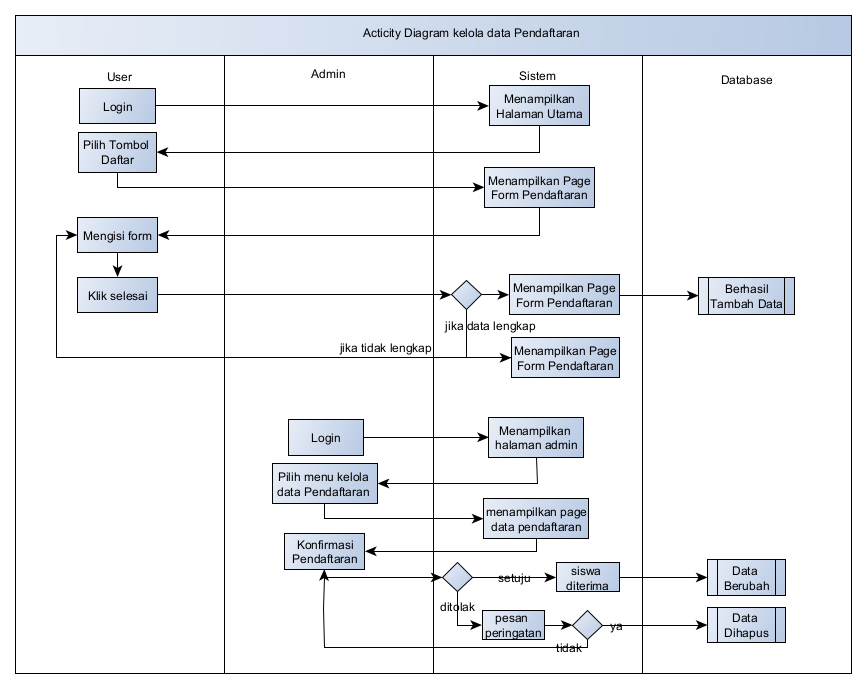 Acticity Diagram kelola data Pendaftaran
User
Admin
Sistem
Database
Login
Menampilkan
Halaman Utama
Pilih Tombol
Daftar
Menampilkan Page
Form Pendaftaran
Mengisi form
Klik selesai
Menampilkan Page
Form Pendaftaran
Berhasil
Tambah Data
jika data lengkap
jika tidak lengkap
Menampilkan Page
Form Pendaftaran
Login
Menampilkan
halaman admin
Pilih menu kelola
data Pendaftaran
menampilkan page
data pendaftaran
Konfirmasi
Pendaftaran
setuju
siswa
diterima
Data
Berubah
ditolak
pesan
peringatan
ya
Data
Dihapus
tidak